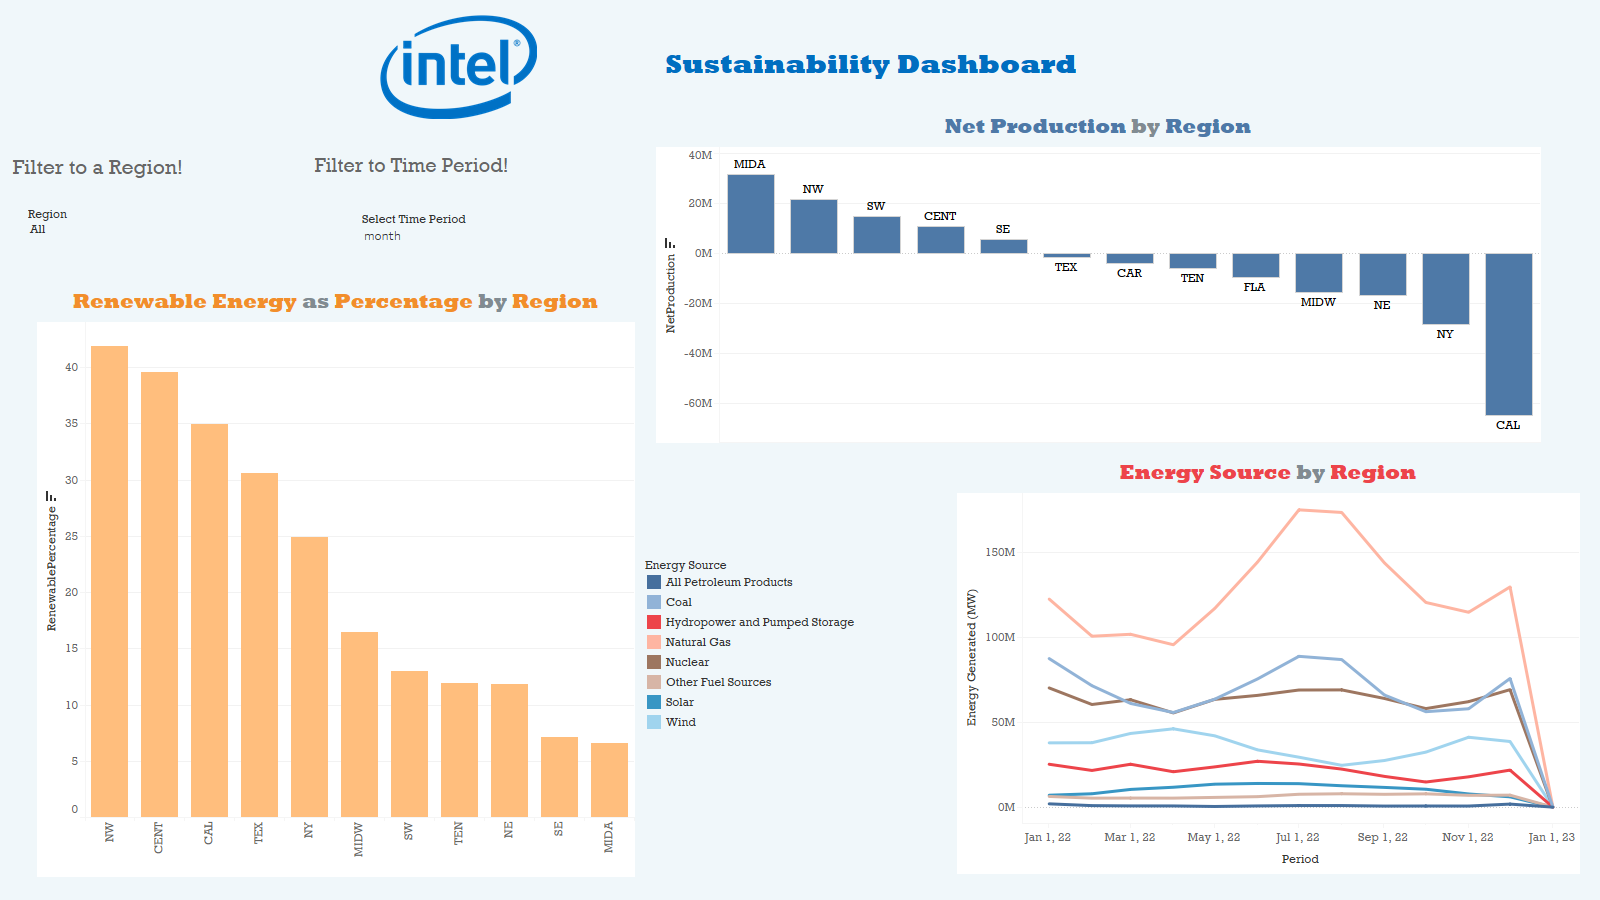 intel®
Sustainability Dashboard
Filter to a Region!
Filter to Time Period!
Region
All
Select Time Period
month
Net Production by Region
NetProduction
40M
20M
0M
-20M
-40M
-60M
MIDA
NW
SW
CENT
SE
TEX
CAR
TEN
FLA
MIDW
NE
NY
CAL
Renewable Energy as Percentage by Region
RenewablePercentage
40
35
30
25
20
15
10
5
0
NW
CENT
CAL
TEX
NY
MIDW
SW
TEN
NE
SE
MIDA
Energy Source
All Petroleum Products
Coal
Hydropower and Pumped Storage
Natural Gas
Nuclear
Other Fuel Sources
Solar
Wind
Energy Source by Region
Energy Generated (MW)
150M
100M
50M
0M
Jan 1, 22
Mar 1, 22
May 1, 22
Jul 1, 22
Sep 1, 22
Nov 1, 22
Jan 1, 23
Period